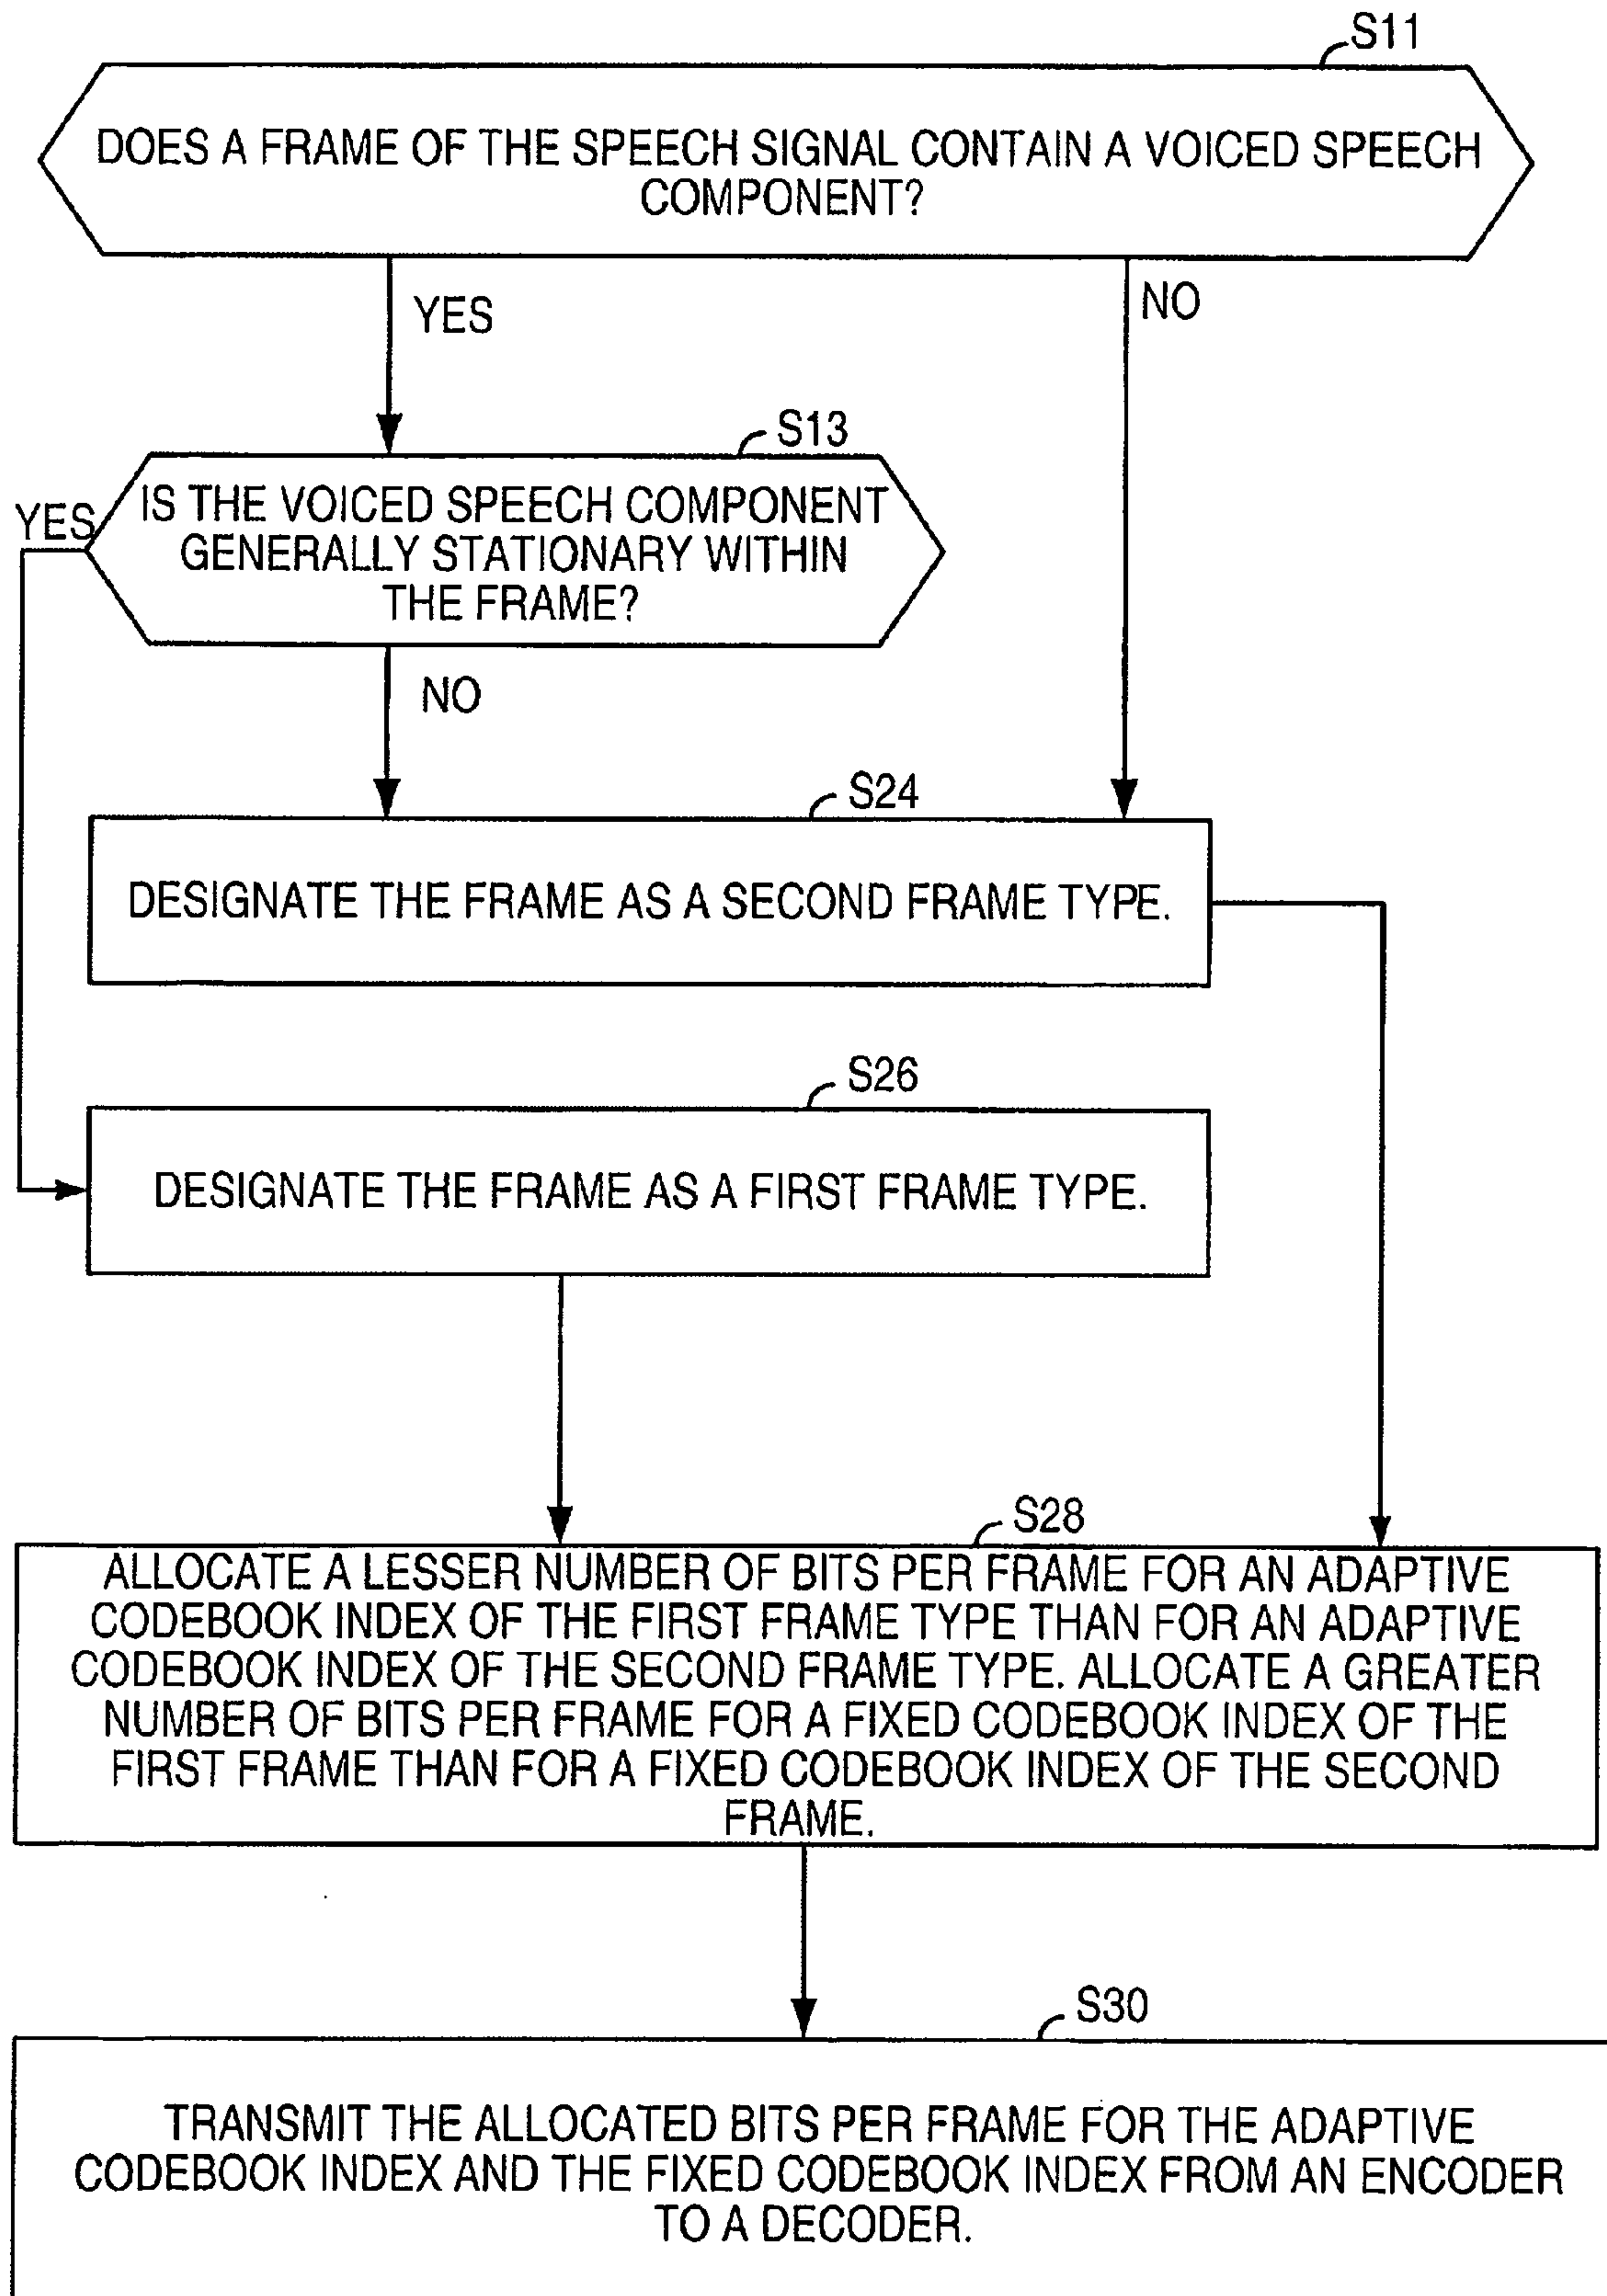 S11
DOES A FRAME OF THE SPEECH SIGNAL CONTAIN A VOICED SPEECH
COMPONENT?
YES
NO
S13
YES
IS THE VOICED SPEECH COMPONENT
GENERALLY STATIONARY WITHIN
THE FRAME?
NO
S24
DESIGNATE THE FRAME AS A SECOND FRAME TYPE.
S26
DESIGNATE THE FRAME AS A FIRST FRAME TYPE.
S28
ALLOCATE A LESSER NUMBER OF BITS PER FRAME FOR AN ADAPTIVE
CODEBOOK INDEX OF THE FIRST FRAME TYPE THAN FOR AN ADAPTIVE
CODEBOOK INDEX OF THE SECOND FRAME TYPE. ALLOCATE A GREATER
NUMBER OF BITS PER FRAME FOR A FIXED CODEBOOK INDEX OF THE
FIRST FRAME THAN FOR A FIXED CODEBOOK INDEX OF THE SECOND
FRAME.
S30
TRANSMIT THE ALLOCATED BITS PER FRAME FOR THE ADAPTIVE
CODEBOOK INDEX AND THE FIXED CODEBOOK INDEX FROM AN ENCODER
TO A DECODER.